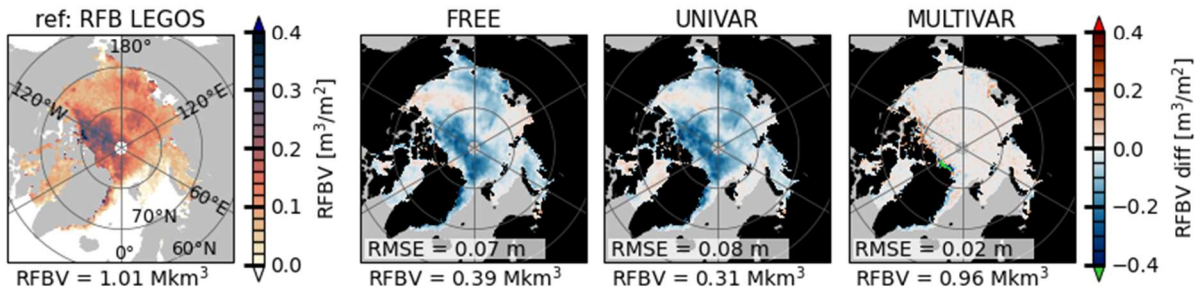 ref: RFB LEGOS
180°
120°W
120°E
60°E
70°N
0°
60°N
RFBV = 1.01 Mkm³
0.4
0.3
0.2
0.1
0.0
RFBV [m³/m²]
FREE
RMSE = 0.07 m
RFBV = 0.39 Mkm³
UNIVAR
RMSE = 0.08 m
RFBV = 0.31 Mkm³
MULTIVAR
RMSE = 0.02 m
RFBV = 0.96 Mkm³
0.4
0.2
0.0
−0.2
−0.4
RFBV diff [m³/m²]